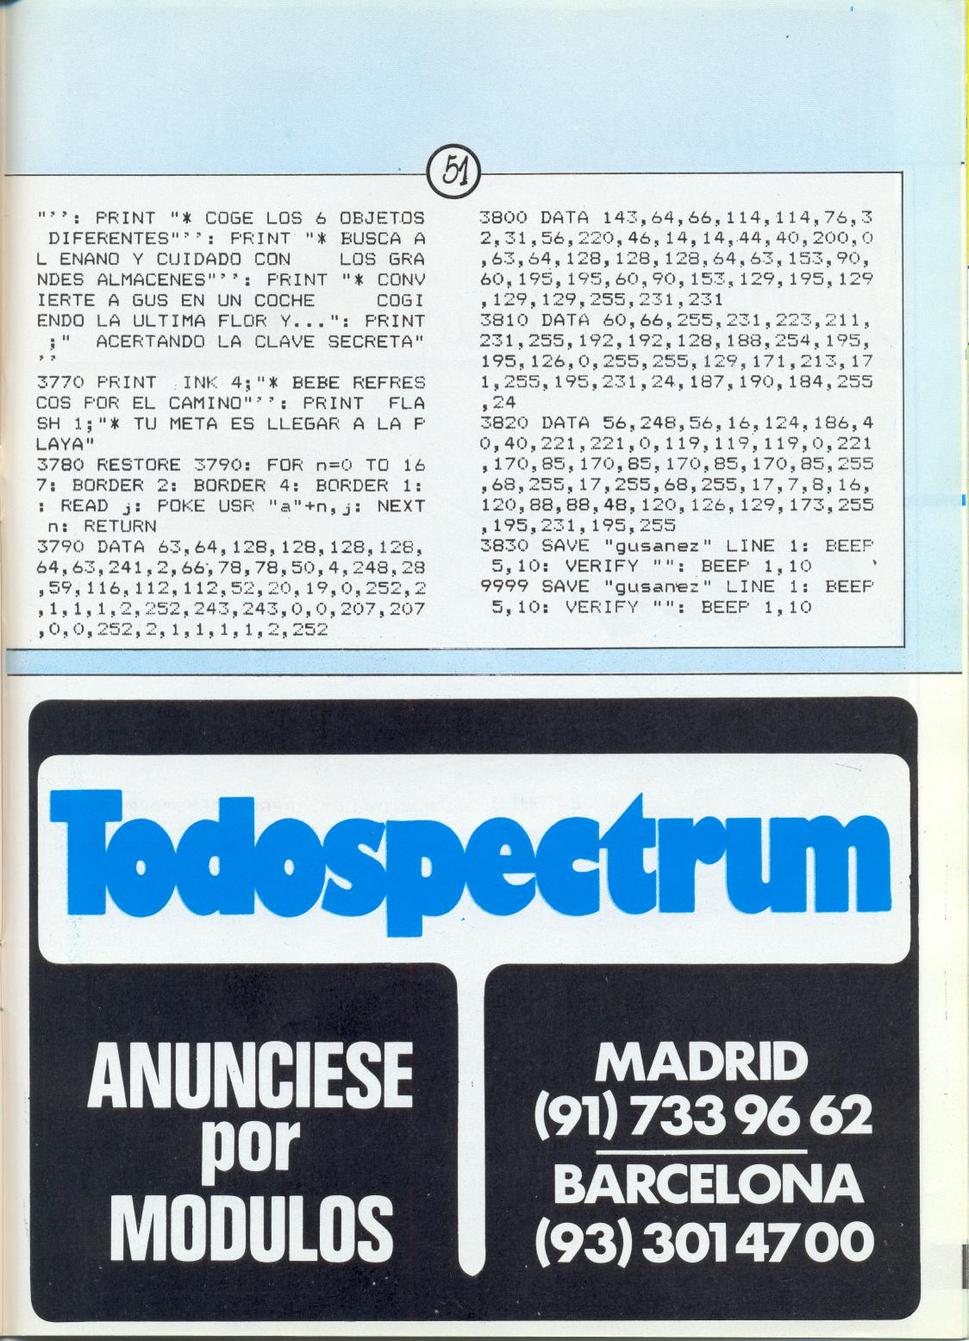 51
"'': PRINT "* COGE LOS 6 OBJETOS
DIFERENTES"'': PRINT "* BUSCA A
L ENANO Y CUIDADO CON     LOS GRA
NDES ALMACENES"'': PRINT "* CONV
IERTE A GUS EN UN COCHE     COGI
ENDO LA ULTIMA FLOR Y...": PRINT
;"  ACERTANDO LA CLAVE SECRETA"
''
3770 PRINT  INK 4;"* BEBE REFRES
COS POR EL CAMINO"'': PRINT  FLA
SH 1;"* TU META ES LLEGAR A LA P
LAYA"
3780 RESTORE 3790: FOR n=0 TO 16
7: BORDER 2: BORDER 4: BORDER 1:
: READ j: POKE USR "a"+n,j: NEXT
n: RETURN
3790 DATA 63,64,128,128,128,128,
64,63,241,2,66,78,78,50,4,248,28
,59,116,112,112,52,20,19,0,252,2
,1,1,1,2,252,243,243,0,0,207,207
,0,0,252,2,1,1,1,1,2,252
3800 DATA 143,64,66,114,114,76,3
2,31,56,220,46,14,14,44,40,200,0
,63,64,128,128,128,64,63,153,90,
60,195,195,60,90,153,129,195,129
,129,129,255,231,231
3810 DATA 60,66,255,231,223,211,
231,255,192,192,128,188,254,195,
195,126,0,255,255,129,171,213,17
1,255,195,231,24,187,190,184,255
,24
3820 DATA 56,248,56,16,124,186,4
0,40,221,221,0,119,119,119,0,221
,170,85,170,85,170,85,170,85,255
,68,255,17,255,68,255,17,7,8,16,
120,88,88,48,120,126,129,173,255
,195,231,195,255
3830 SAVE "gusanez" LINE 1: BEEP
5,10: VERIFY "": BEEP 1,10
9999 SAVE "gusanez" LINE 1: BEEP
5,10: VERIFY "": BEEP 1,10
Todospectrum
ANUNCIESE
por
MODULOS
MADRID
(91) 733 96 62
BARCELONA
(93) 301 47 00